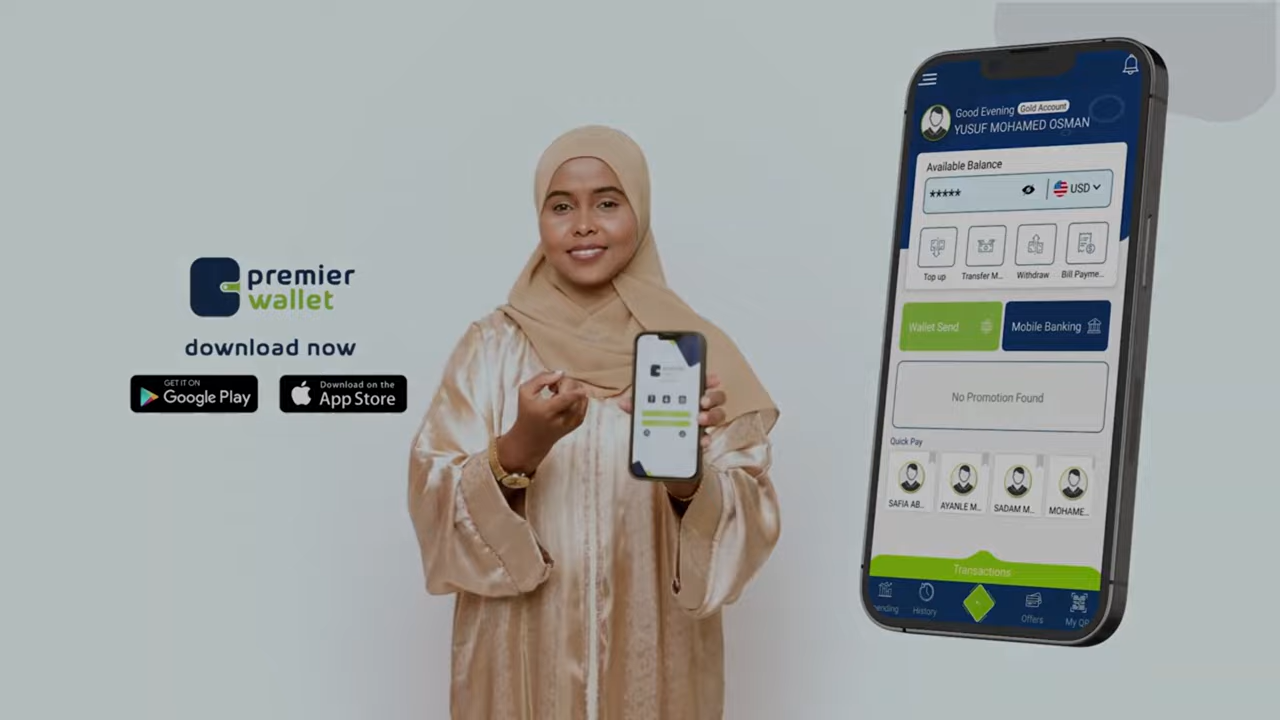 premier
wallet
download now
GET IT ON
Google Play
Download on the
App Store
Good Evening Gold Account
YUSUF MOHAMED OSMAN
Available Balance
***** USD
Top up Transfer M... Withdraw Bill Payme...
Wallet Send Mobile Banking
No Promotion Found
Quick Pay
SAFIA AB.. AYANLE M.. SADAM M... MOHAME...
Transactions
ending History Offers My QR